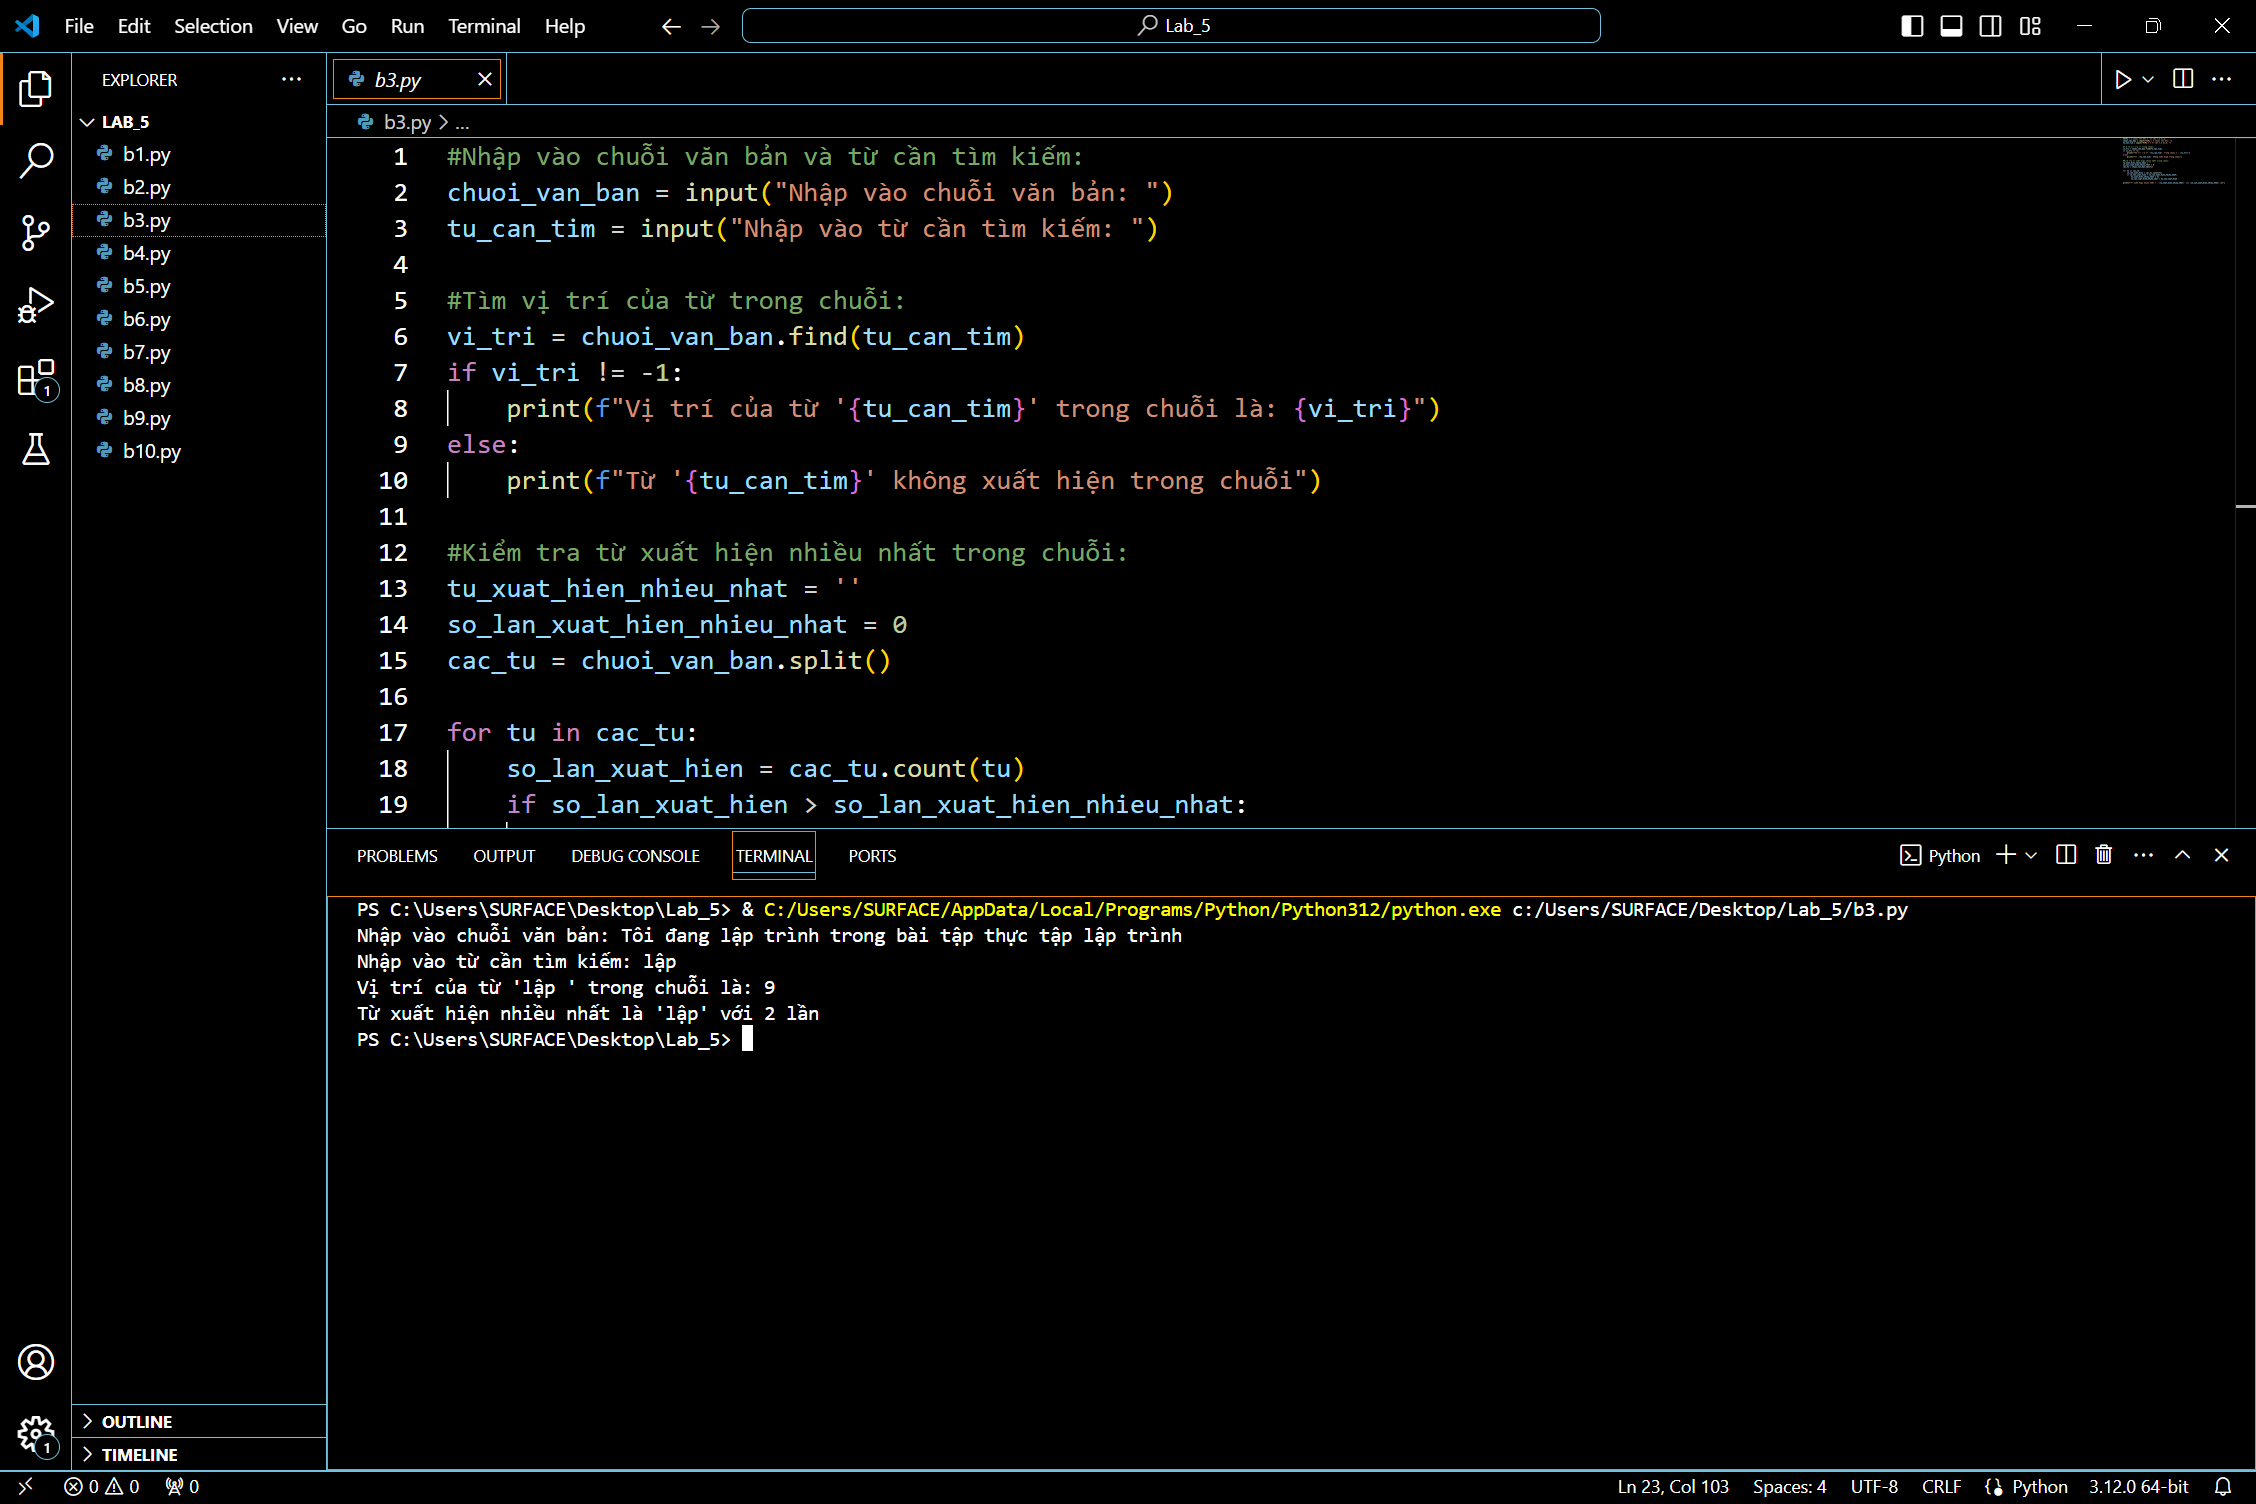 File Edit Selection View Go Run Terminal Help Lab_5
EXPLORER
LAB_5
b1.py
b2.py
b3.py
b4.py
b5.py
b6.py
b7.py
b8.py
b9.py
b10.py
1
OUTLINE
1
TIMELINE
b3.py
b3.py > ...
1 #Nhập vào chuỗi văn bản và từ cần tìm kiếm:
2 chuoi_van_ban = input("Nhập vào chuỗi văn bản: ")
3 tu_can_tim = input("Nhập vào từ cần tìm kiếm: ")
4
5 #Tìm vị trí của từ trong chuỗi:
6 vi_tri = chuoi_van_ban.find(tu_can_tim)
7 if vi_tri != -1:
8     print(f"Vị trí của từ '{tu_can_tim}' trong chuỗi là: {vi_tri}")
9 else:
10     print(f"Từ '{tu_can_tim}' không xuất hiện trong chuỗi")
11
12 #Kiểm tra từ xuất hiện nhiều nhất trong chuỗi:
13 tu_xuat_hien_nhieu_nhat = ''
14 so_lan_xuat_hien_nhieu_nhat = 0
15 cac_tu = chuoi_van_ban.split()
16
17 for tu in cac_tu:
18     so_lan_xuat_hien = cac_tu.count(tu)
19     if so_lan_xuat_hien > so_lan_xuat_hien_nhieu_nhat:
PROBLEMS OUTPUT DEBUG CONSOLE TERMINAL PORTS Python
PS C:\Users\SURFACE\Desktop\Lab_5> & C:/Users/SURFACE/AppData/Local/Programs/Python/Python312/python.exe c:/Users/SURFACE/Desktop/Lab_5/b3.py
Nhập vào chuỗi văn bản: Tôi đang lập trình trong bài tập thực tập lập trình
Nhập vào từ cần tìm kiếm: lập
Vị trí của từ 'lập ' trong chuỗi là: 9
Từ xuất hiện nhiều nhất là 'lập' với 2 lần
PS C:\Users\SURFACE\Desktop\Lab_5>
0 0 0 Ln 23, Col 103 Spaces: 4 UTF-8 CRLF Python 3.12.0 64-bit